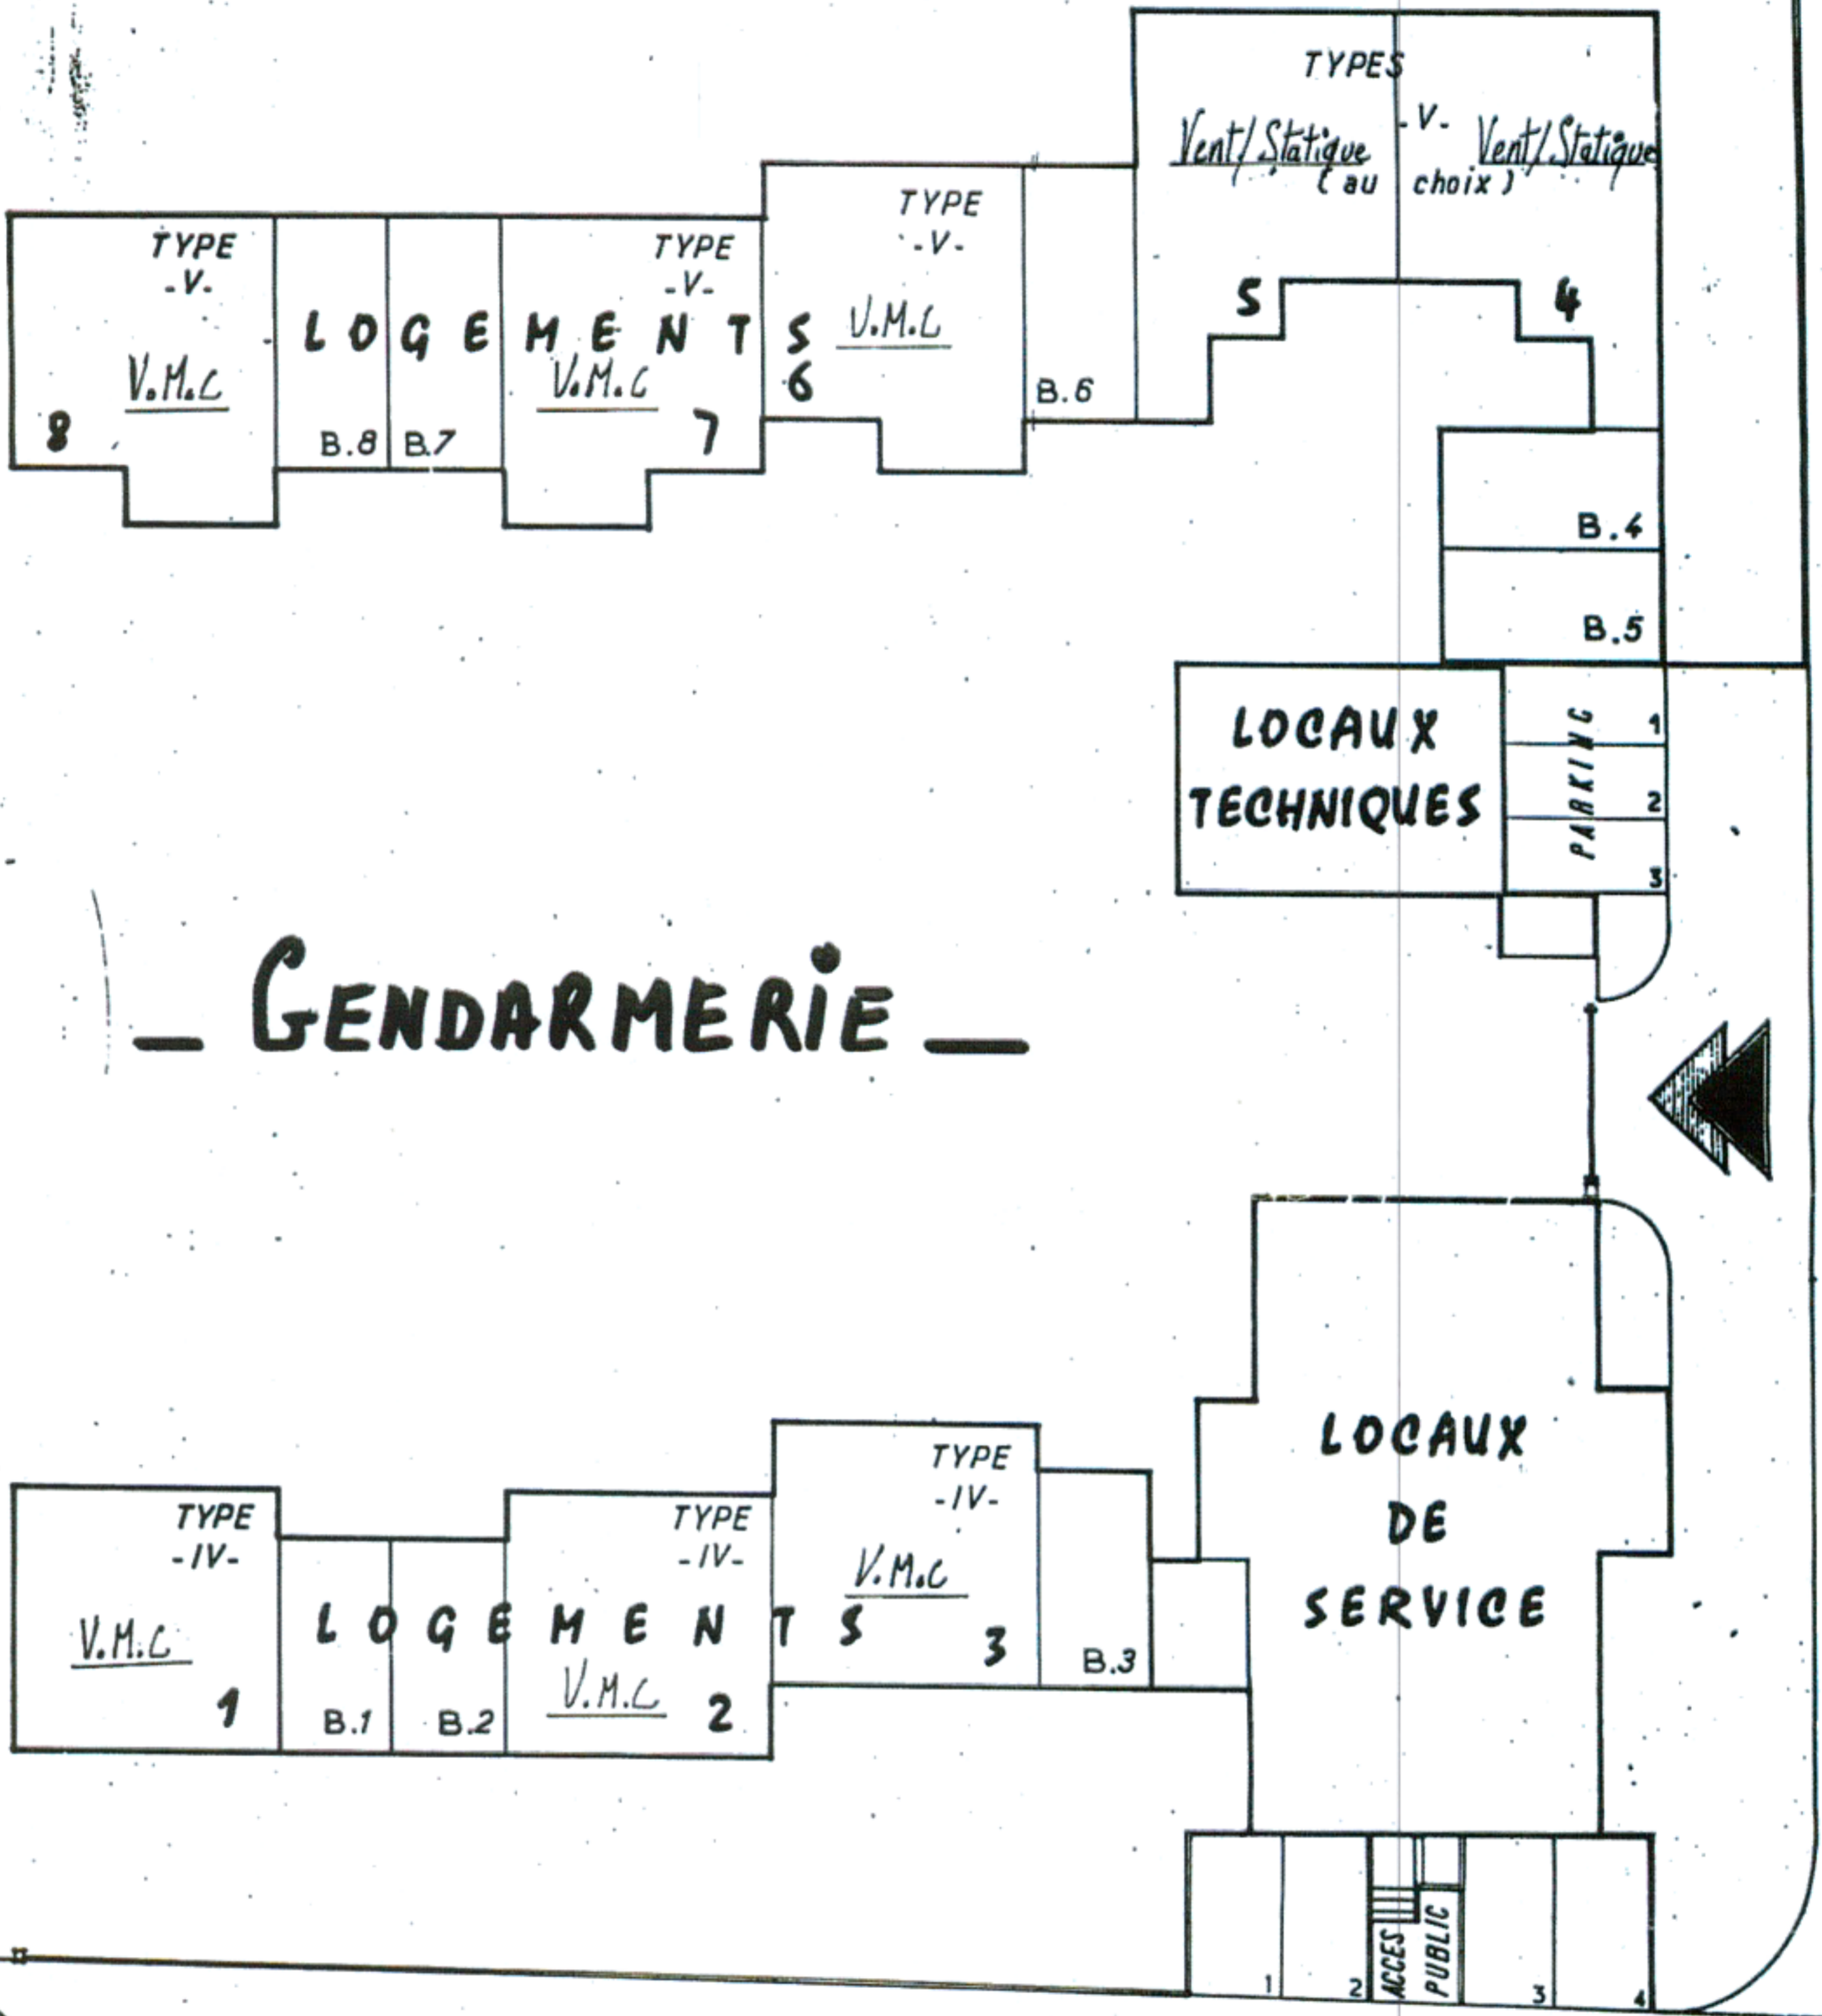 TYPES
-V-
Vent/Statique Vent/Statique
(au choix)
5 4
TYPE
-V-
V.M.C
6
B.6
TYPE
-V-
V.M.C
7
TYPE
-V-
V.M.C
8
LOGEMENTS
B.8 B.7
B.4
B.5
LOCAUX
TECHNIQUES
PARKING
1
2
3
_ GENDARMERiE _
LOCAUX
DE
SERVICE
TYPE
-IV-
V.M.C
3
B.3
TYPE
-IV-
V.M.C
1
TYPE
-IV-
V.M.C
2
LOGEMENTS
B.1 B.2
1 2 ACCES PUBLIC 3 4